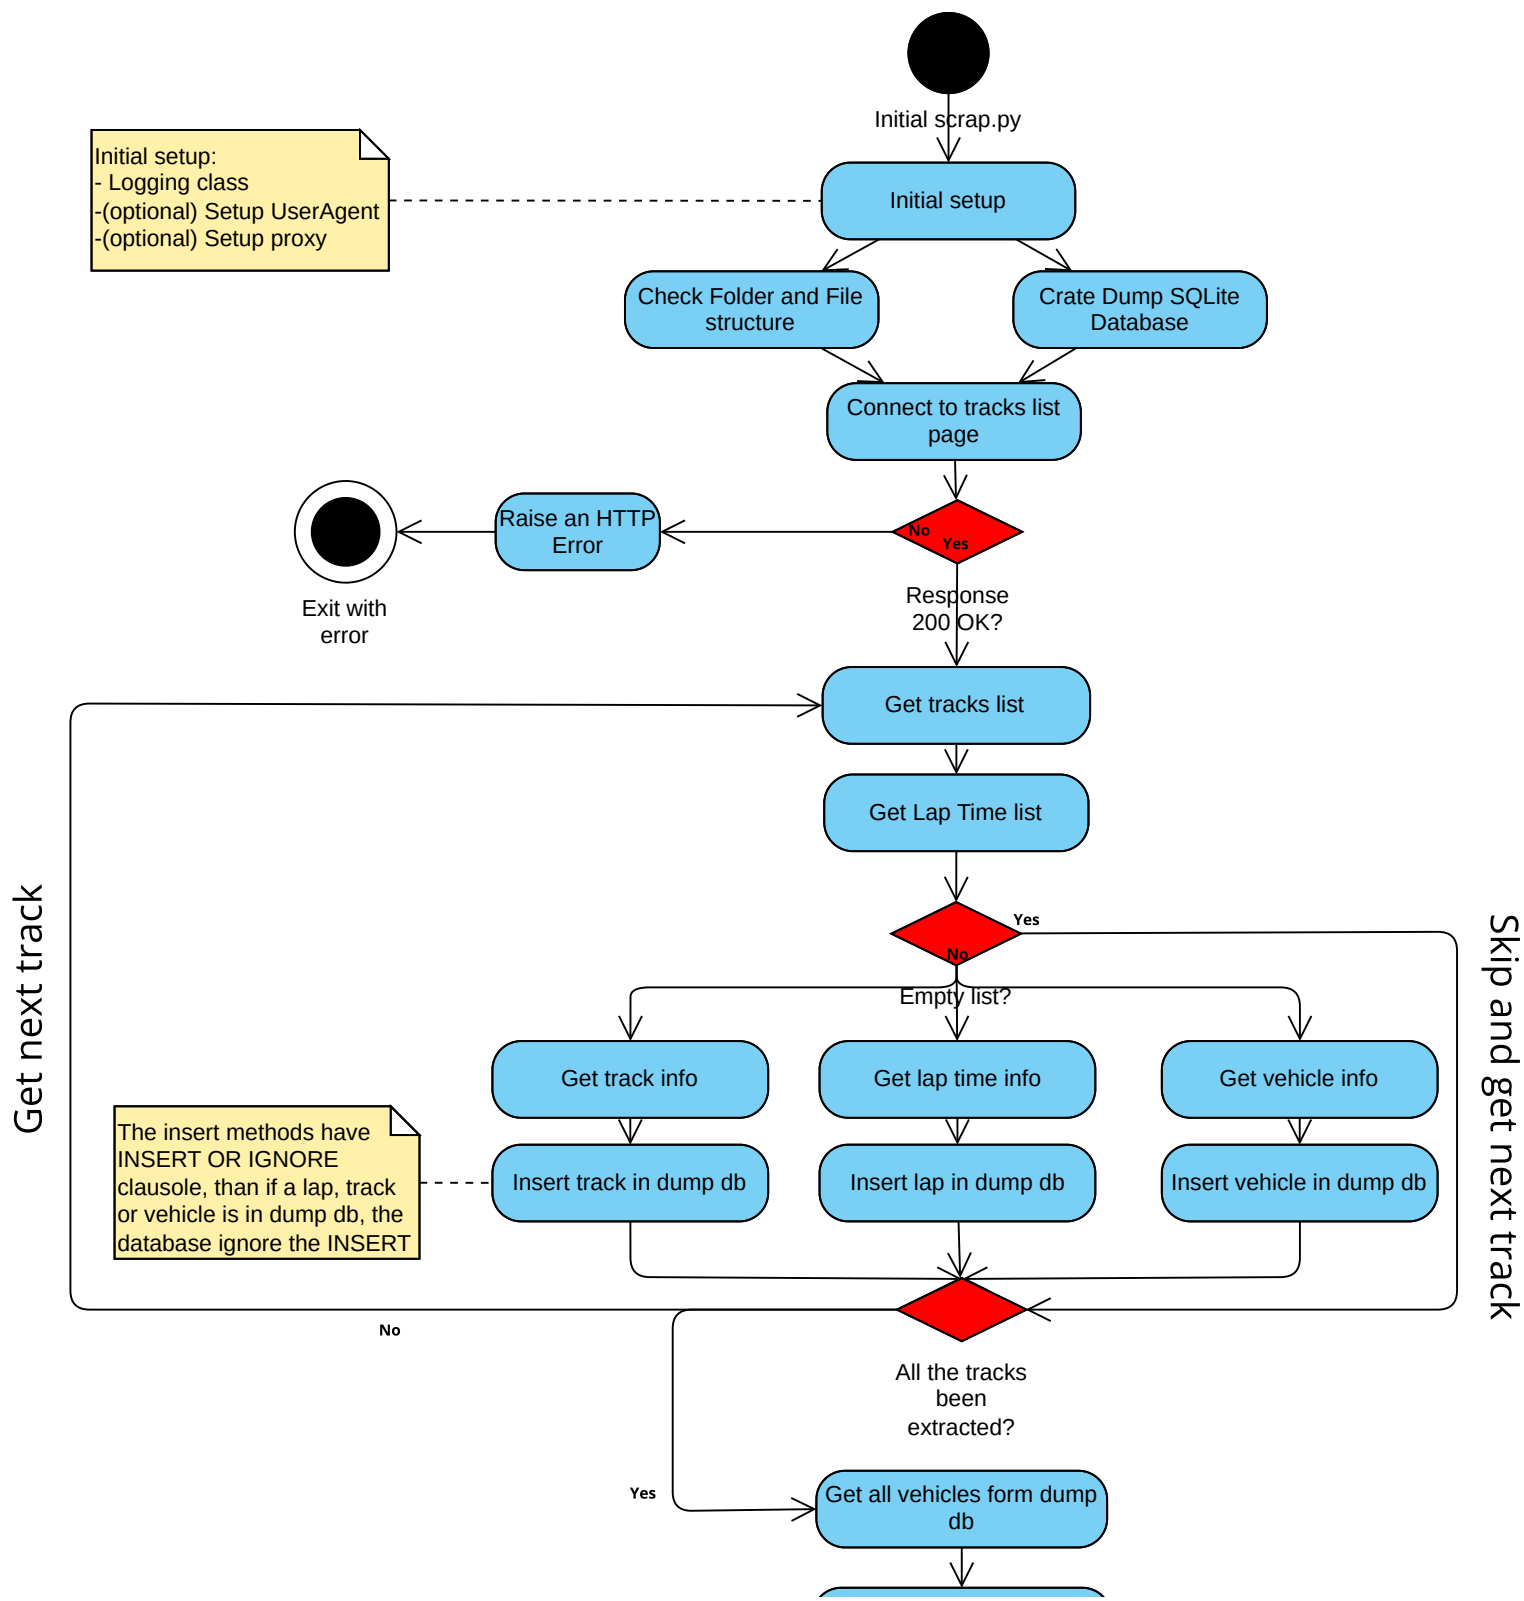 Initial scrap.py
Initial setup:
- Logging class
-(optional) Setup UserAgent
-(optional) Setup proxy
Initial setup
Check Folder and File
structure
Crate Dump SQLite
Database
Connect to tracks list
page
Raise an HTTP
Error
No
Yes
Exit with
error
Response
200 OK?
Get tracks list
Get Lap Time list
Get next track
Yes
No
Empty list?
Skip and get next track
Get track info
Get lap time info
Get vehicle info
The insert methods have
INSERT OR IGNORE
clausole, than if a lap, track
or vehicle is in dump db, the
database ignore the INSERT
Insert track in dump db
Insert lap in dump db
Insert vehicle in dump db
No
All the tracks
been
extracted?
Yes
Get all vehicles form dump
db